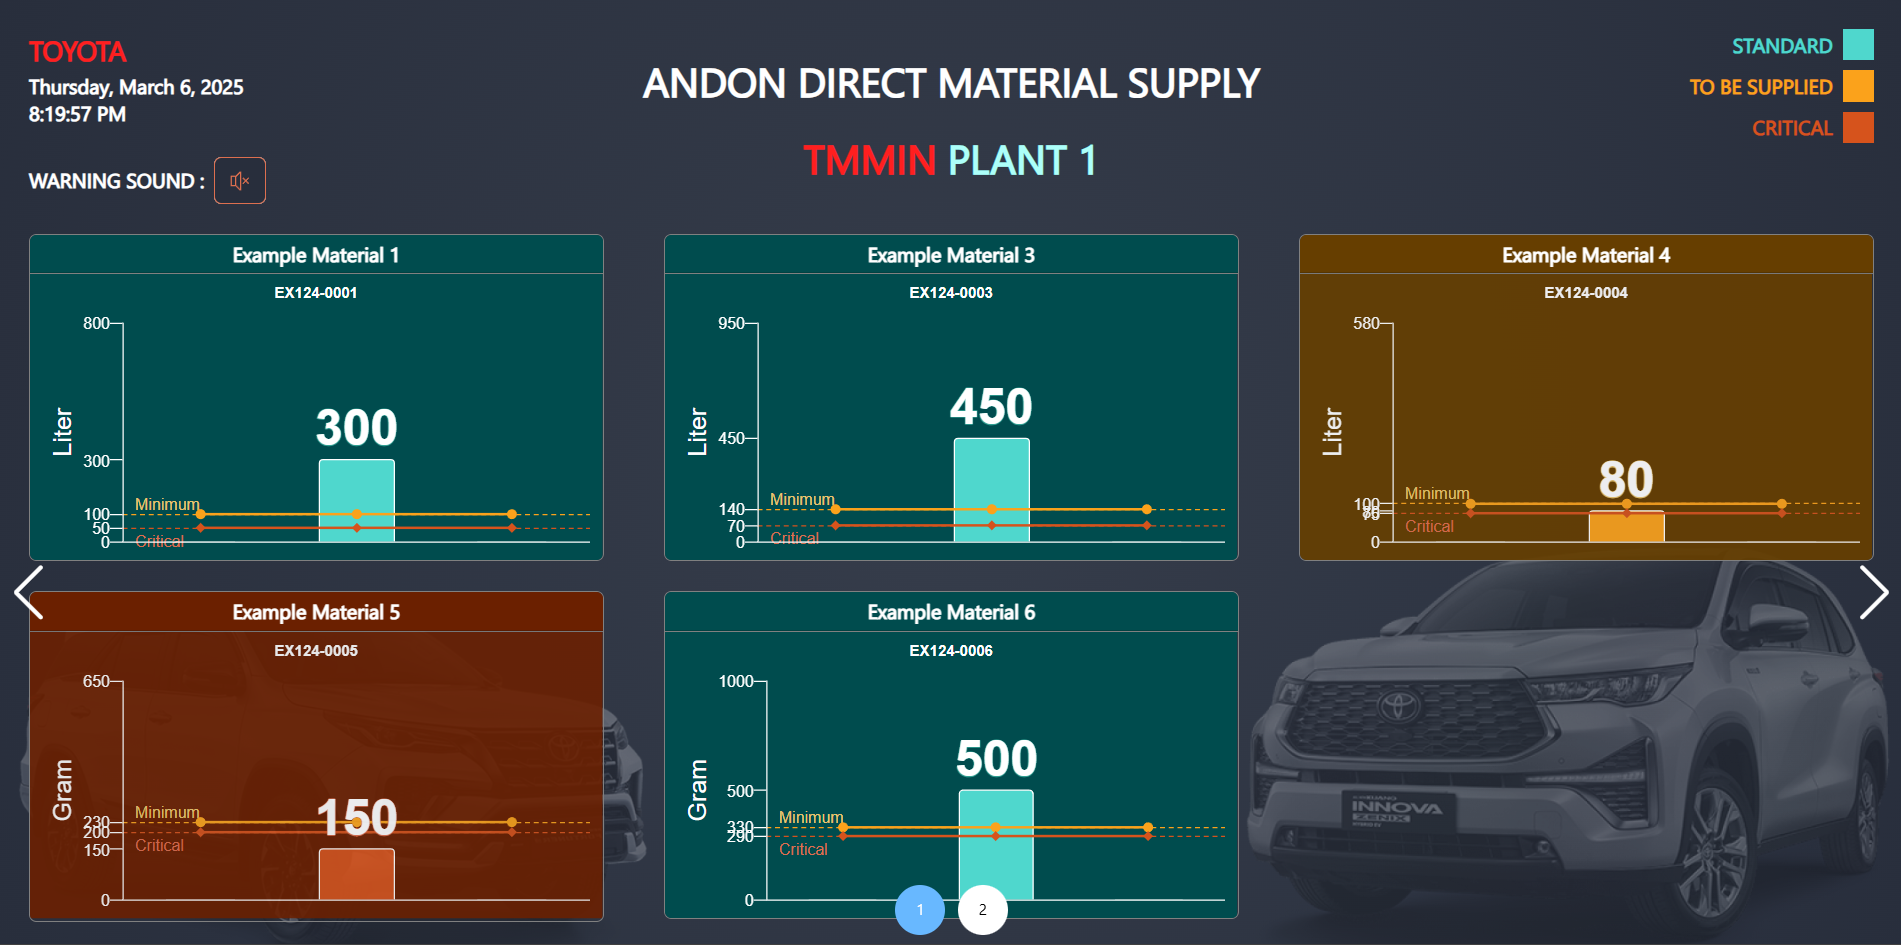 TOYOTA
Thursday, March 6, 2025
8:19:57 PM
WARNING SOUND :
ANDON DIRECT MATERIAL SUPPLY
TMMIN PLANT 1
STANDARD
TO BE SUPPLIED
CRITICAL
Example Material 1
EX124-0001
Liter
800
300
300
Minimum
100
50
Critical
0
Example Material 3
EX124-0003
Liter
950
450
450
Minimum
140
70
Critical
0
Example Material 4
EX124-0004
Liter
580
80
Minimum
100
Critical
0
Example Material 5
EX124-0005
Gram
650
150
Minimum
230
200
150
Critical
0
Example Material 6
EX124-0006
Gram
1000
500
500
Minimum
330
290
Critical
0
INNOVA
ZENIX
1
2